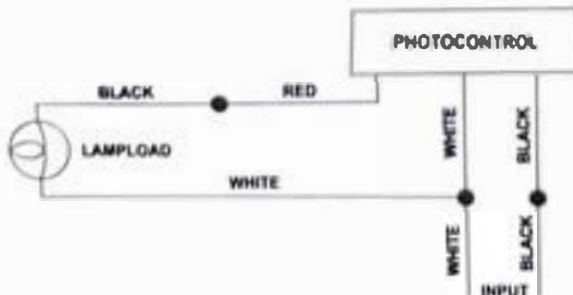 PHOTOCONTROL
BLACK
RED
LAMPLOAD
WHITE
BLACK
WHITE
WHITE
BLACK
INPUT